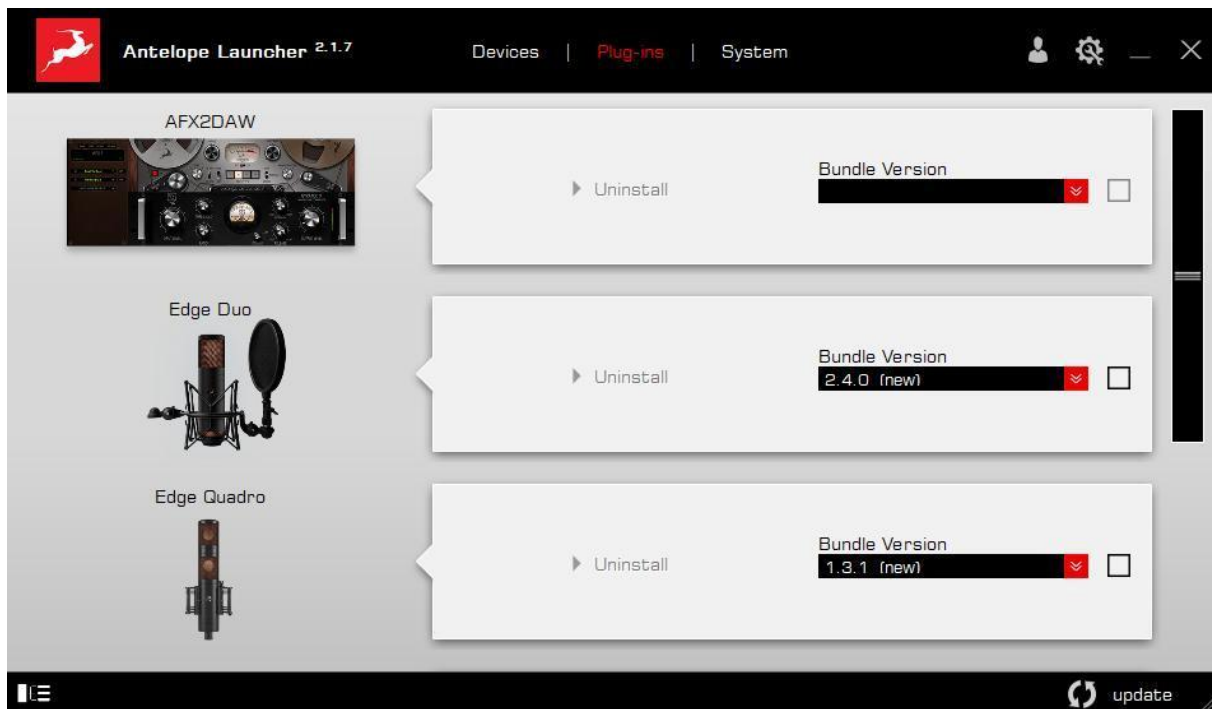 Antelope Launcher 2.1.7
Devices | Plug-ins | System
AFX2DAW
Bundle Version
Uninstall
Edge Duo
Bundle Version
Uninstall
2.4.0 (new)
Edge Quadro
Bundle Version
Uninstall
1.3.1 (new)
update